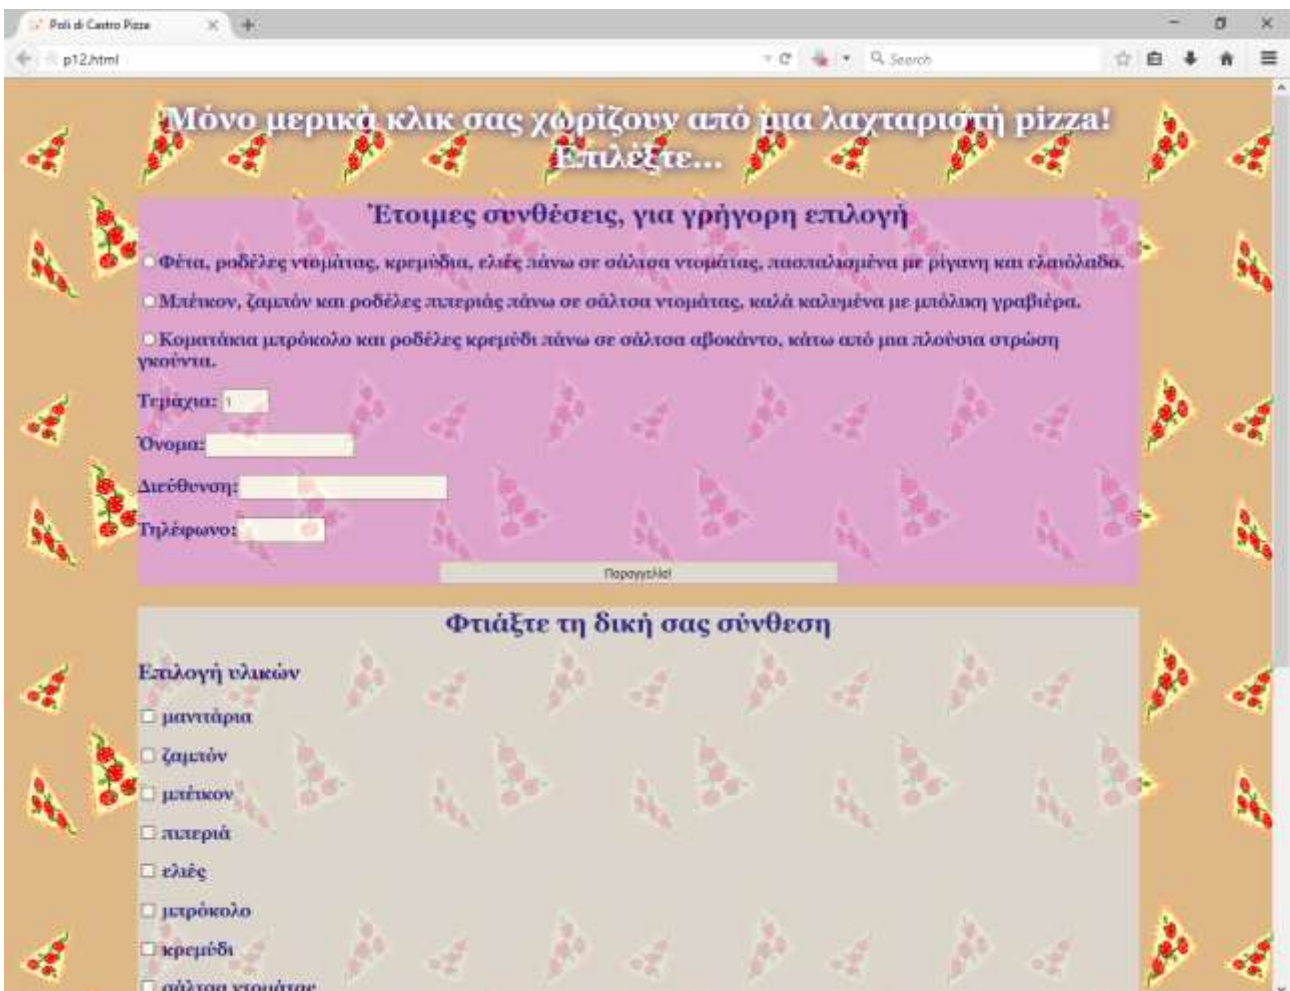 Poli di Castro Pizza
p12.html
Search
Μόνο μερικά κλικ σας χωρίζουν από μια λαχταριστή pizza!
Επιλέξτε...
Έτοιμες συνθέσεις, για γρήγορη επιλογή
Φέτα, ροδέλες ντομάτας, κρεμύδια, ελιές πάνω σε σάλτσα ντομάτας, πασπαλισμένα με ρίγανη και ελαιόλαδο.
Μπέικον, ζαμπόν και ροδέλες πιπεριάς πάνω σε σάλτσα ντομάτας, καλά καλυμένα με μπόλικη γραβιέρα.
Κοματάκια μπρόκολο και ροδέλες κρεμύδι πάνω σε σάλτσα αβοκάντο, κάτω από μια πλούσια στρώση
γκούντα.
Τεμάχια: 1
Όνομα:
Διεύθυνση:
Τηλέφωνο:
Παραγγελία!
Φτιάξτε τη δική σας σύνθεση
Επιλογή υλικών
μανιτάρια
ζαμπόν
μπέικον
πιπεριά
ελιές
μπρόκολο
κρεμύδι
σάλτσα ντομάτας